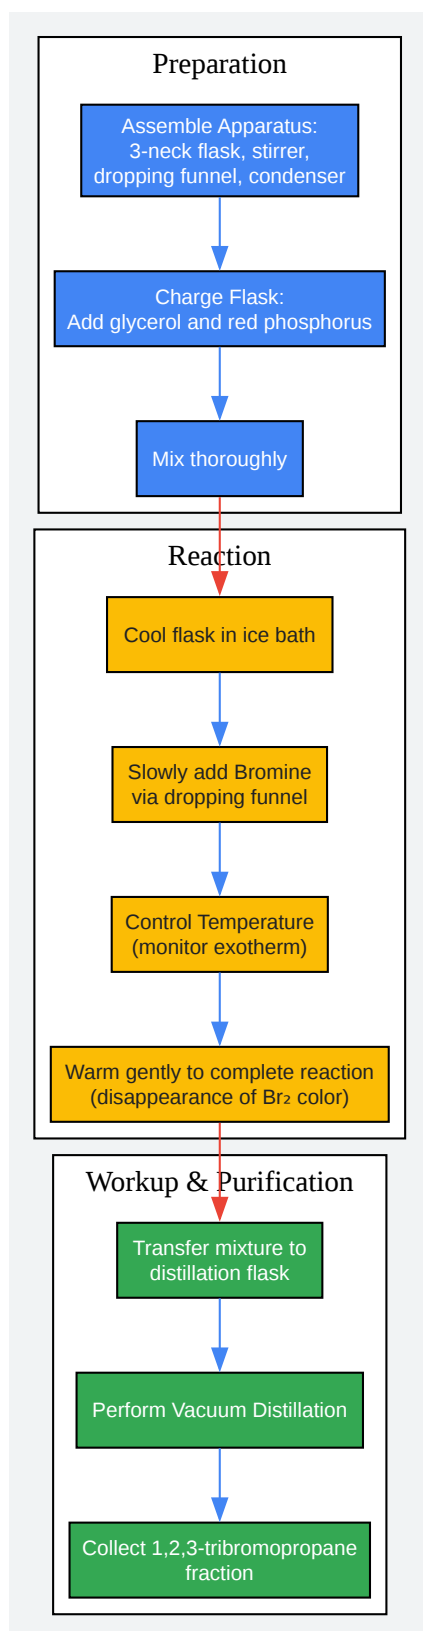 Preparation
Assemble Apparatus:
3-neck flask, stirrer,
dropping funnel, condenser
Charge Flask:
Add glycerol and red phosphorus
Mix thoroughly
Reaction
Cool flask in ice bath
Slowly add Bromine
via dropping funnel
Control Temperature
(monitor exotherm)
Warm gently to complete reaction
(disappearance of Br₂ color)
Workup & Purification
Transfer mixture to
distillation flask
Perform Vacuum Distillation
Collect 1,2,3-tribromopropane
fraction